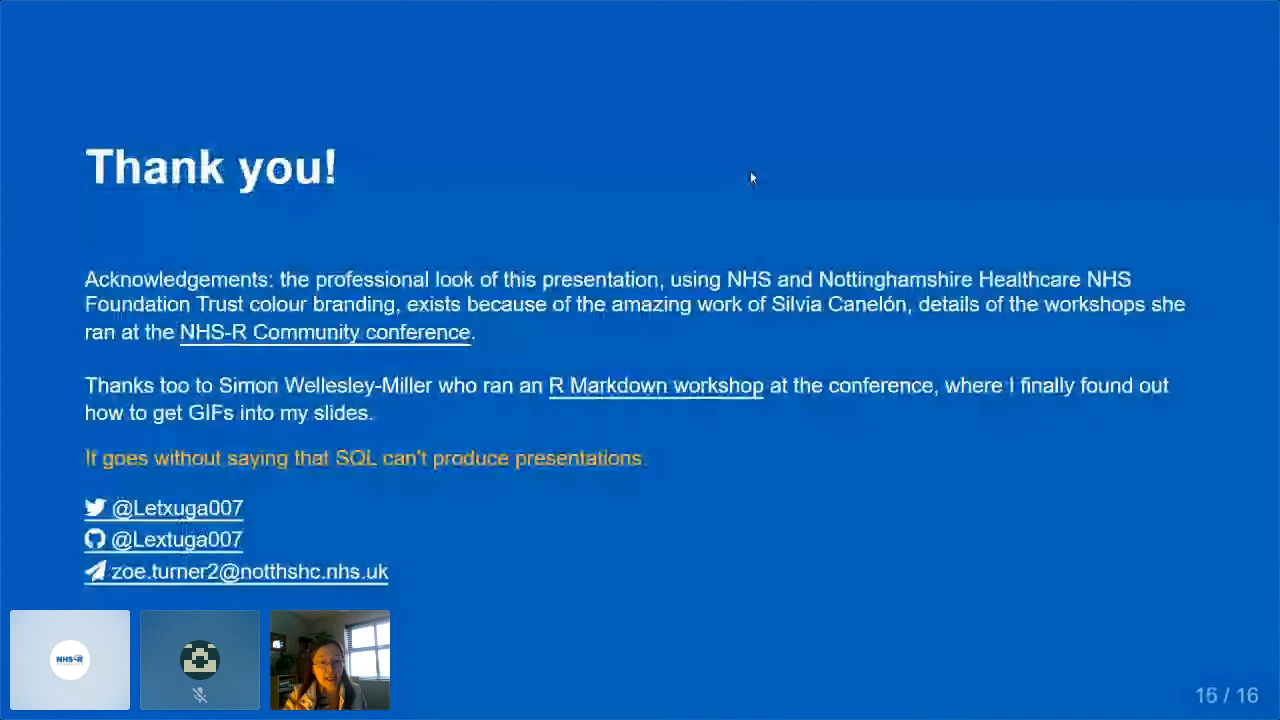 Thank you!
Acknowledgements: the professional look of this presentation, using NHS and Nottinghamshire Healthcare NHS
Foundation Trust colour branding, exists because of the amazing work of Silvia Canelón, details of the workshops she
ran at the NHS-R Community conference.
Thanks too to Simon Wellesley-Miller who ran an R Markdown workshop at the conference, where I finally found out
how to get GIFs into my slides.
It goes without saying that SQL can't produce presentations.
@Letxuga007
@Lextuga007
zoe.turner2@notthshc.nhs.uk
NHS-R
COMMUNITY
16 / 16